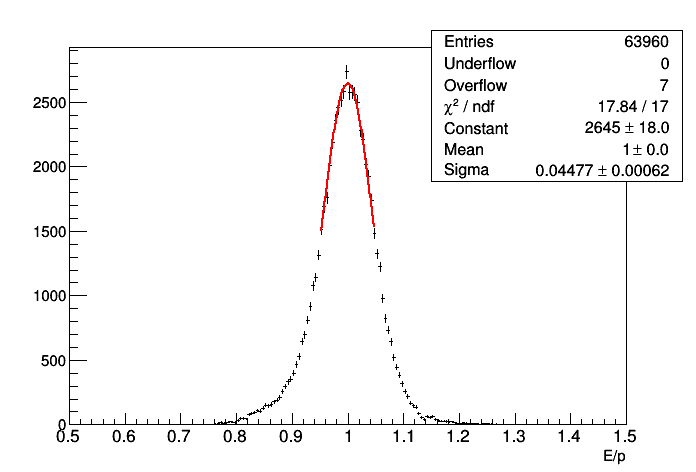 Entries 63960
Underflow 0
Overflow 7
χ² / ndf 17.84 / 17
Constant 2645 ± 18.0
Mean 1 ± 0.0
Sigma 0.04477 ± 0.00062
2500
2000
1500
1000
500
0
0.5 0.6 0.7 0.8 0.9 1 1.1 1.2 1.3 1.4 1.5
E/p